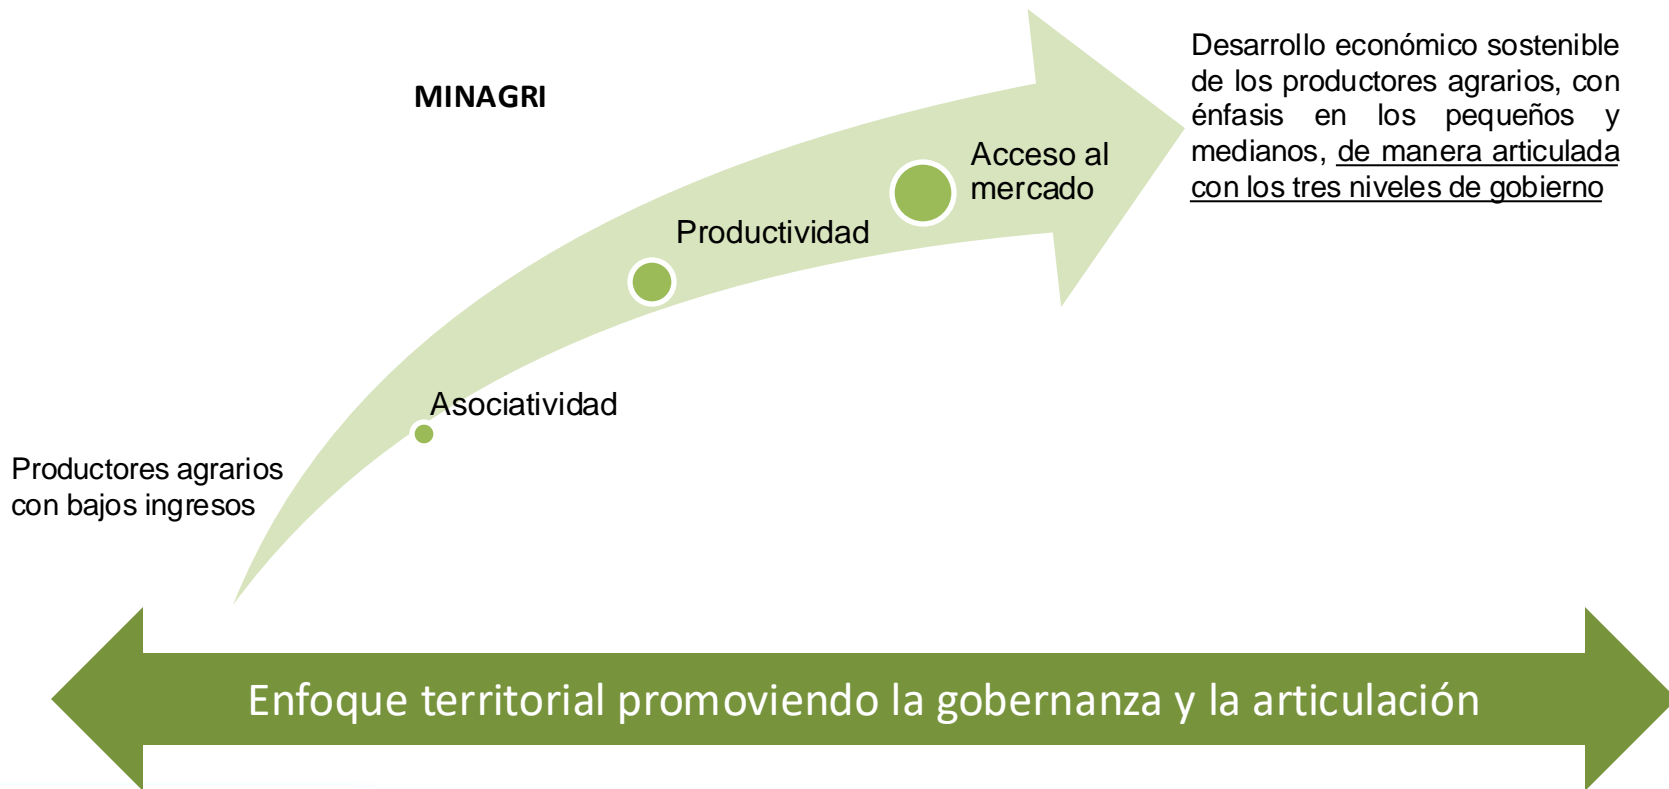 MINAGRI
Desarrollo económico sostenible
de los productores agrarios, con
énfasis en los pequeños y
medianos, de manera articulada
con los tres niveles de gobierno
Acceso al
mercado
Productividad
Asociatividad
Productores agrarios
con bajos ingresos
Enfoque territorial promoviendo la gobernanza y la articulación